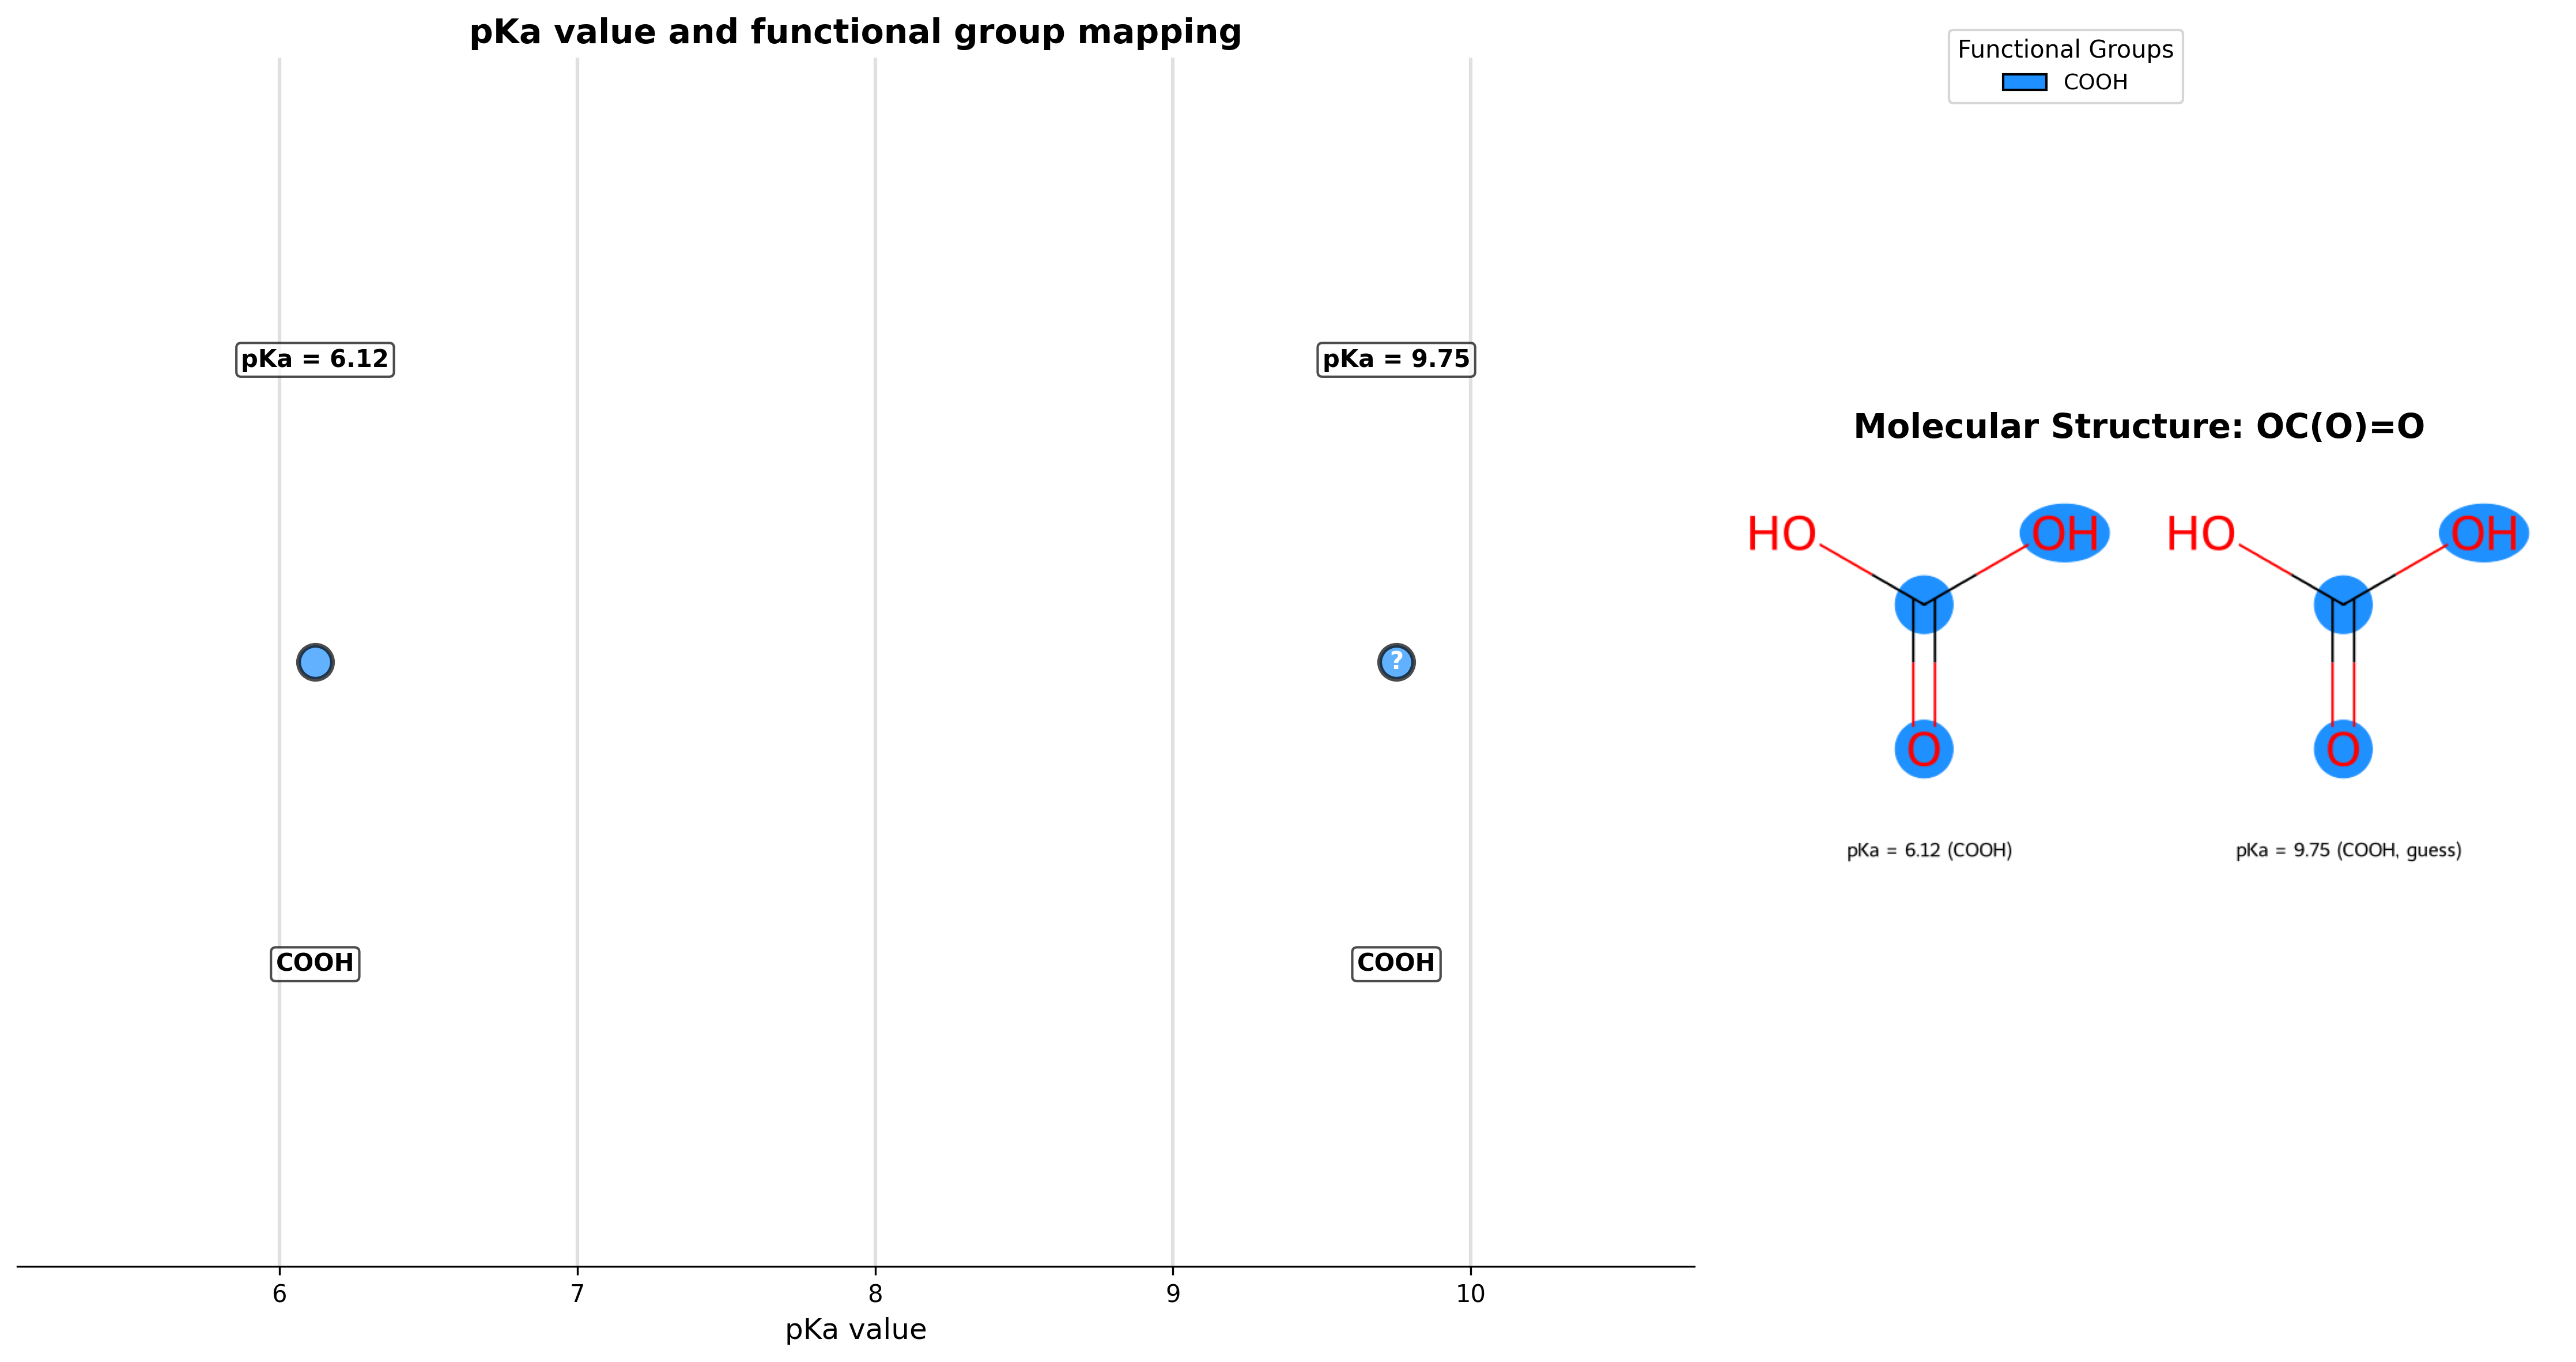 pKa value and functional group mapping
pKa = 6.12
pKa = 9.75
?
COOH
COOH
6
7
8
9
10
pKa value
Functional Groups
COOH
Molecular Structure: OC(O)=O
HO
OH
O
HO
OH
O
pKa = 6.12 (COOH)
pKa = 9.75 (COOH, guess)